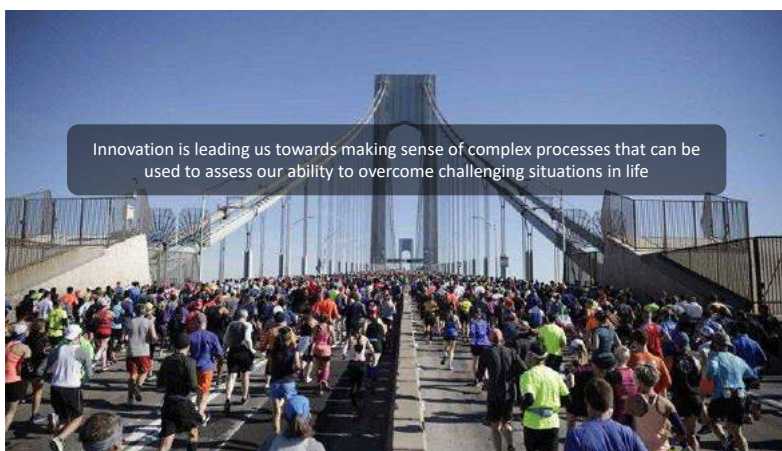 Innovation is leading us towards making sense of complex processes that can be
used to assess our ability to overcome challenging situations in life